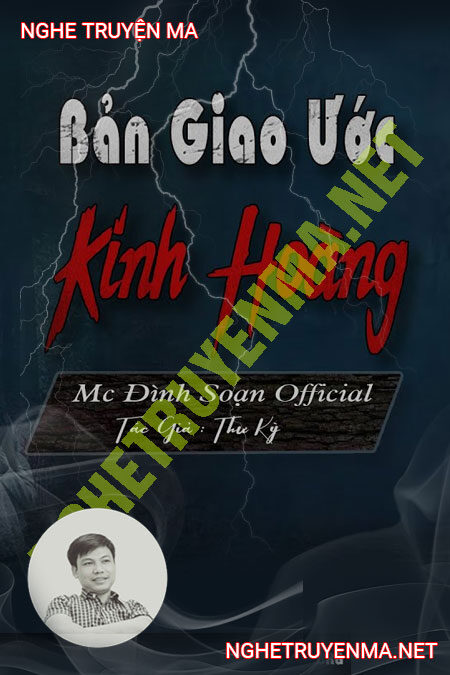 NGHE TRUYỆN MA
Bản Giao Ước
Kinh Hoàng
Mc Đình Soạn Official
Tác Giả : Thư Kỳ
NGHETRUYENMA.NET
NGHETRUYENMA.NET